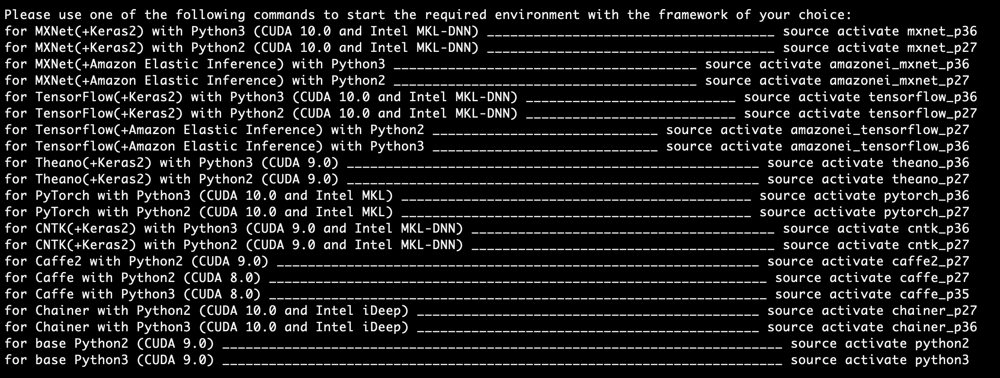 Please use one of the following commands to start the required environment with the framework of your choice:
for MXNet(+Keras2) with Python3 (CUDA 10.0 and Intel MKL-DNN) _____________________________________ source activate mxnet_p36
for MXNet(+Keras2) with Python2 (CUDA 10.0 and Intel MKL-DNN) _____________________________________ source activate mxnet_p27
for MXNet(+Amazon Elastic Inference) with Python3 _______________________________________ source activate amazonei_mxnet_p36
for MXNet(+Amazon Elastic Inference) with Python2 _______________________________________ source activate amazonei_mxnet_p27
for TensorFlow(+Keras2) with Python3 (CUDA 10.0 and Intel MKL-DNN) ___________________________ source activate tensorflow_p36
for TensorFlow(+Keras2) with Python2 (CUDA 10.0 and Intel MKL-DNN) ___________________________ source activate tensorflow_p27
for Tensorflow(+Amazon Elastic Inference) with Python2 _____________________________ source activate amazonei_tensorflow_p27
for Tensorflow(+Amazon Elastic Inference) with Python3 _____________________________ source activate amazonei_tensorflow_p36
for Theano(+Keras2) with Python3 (CUDA 9.0) _____________________________________________________ source activate theano_p36
for Theano(+Keras2) with Python2 (CUDA 9.0) _____________________________________________________ source activate theano_p27
for PyTorch with Python3 (CUDA 10.0 and Intel MKL) _____________________________________________ source activate pytorch_p36
for PyTorch with Python2 (CUDA 10.0 and Intel MKL) _____________________________________________ source activate pytorch_p27
for CNTK(+Keras2) with Python3 (CUDA 9.0 and Intel MKL-DNN) _______________________________________ source activate cntk_p36
for CNTK(+Keras2) with Python2 (CUDA 9.0 and Intel MKL-DNN) _______________________________________ source activate cntk_p27
for Caffe2 with Python2 (CUDA 9.0) ______________________________________________________________ source activate caffe2_p27
for Caffe with Python2 (CUDA 8.0) ________________________________________________________________ source activate caffe_p27
for Caffe with Python3 (CUDA 8.0) ________________________________________________________________ source activate caffe_p35
for Chainer with Python2 (CUDA 10.0 and Intel iDeep) ____________________________________________ source activate chainer_p27
for Chainer with Python3 (CUDA 10.0 and Intel iDeep) ____________________________________________ source activate chainer_p36
for base Python2 (CUDA 9.0) ________________________________________________________________________ source activate python2
for base Python3 (CUDA 9.0) ________________________________________________________________________ source activate python3